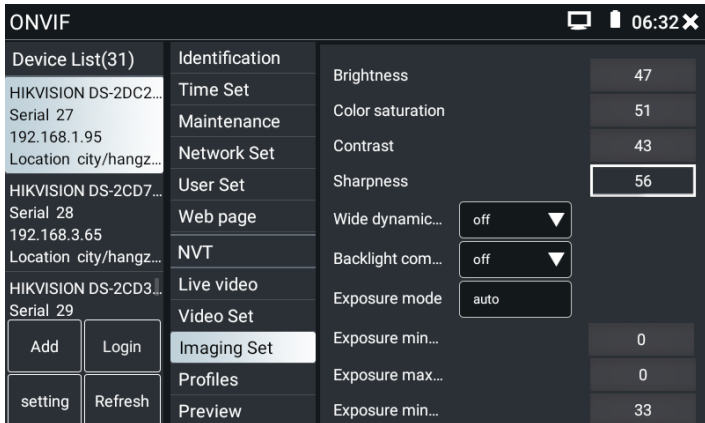 ONVIF
06:32
Device List(31)
HIKVISION DS-2DC2...
Serial 27
192.168.1.95
Location city/hangz...
HIKVISION DS-2CD7...
Serial 28
192.168.3.65
Location city/hangz...
HIKVISION DS-2CD3...
Serial 29
Add
Login
setting
Refresh
Identification
Time Set
Maintenance
Network Set
User Set
Web page
NVT
Live video
Video Set
Imaging Set
Profiles
Preview
Brightness 47
Color saturation 51
Contrast 43
Sharpness 56
Wide dynamic... off
Backlight com... off
Exposure mode auto
Exposure min... 0
Exposure max... 0
Exposure min... 33